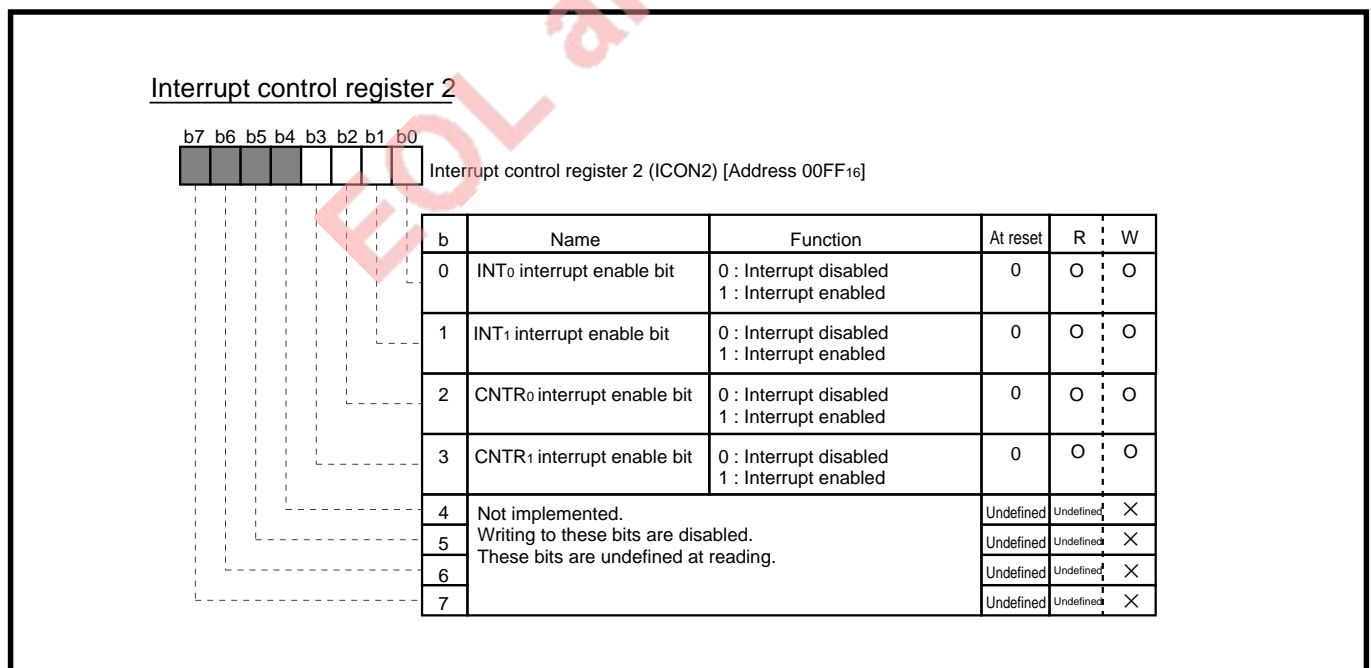 Interrupt control register 2
b7 b6 b5 b4 b3 b2 b1 b0
Interrupt control register 2 (ICON2) [Address 00FF16]
b Name Function At reset R W
0 INT0 interrupt enable bit 0 : Interrupt disabled 0 O O
1 : Interrupt enabled
1 INT1 interrupt enable bit 0 : Interrupt disabled 0 O O
1 : Interrupt enabled
2 CNTR0 interrupt enable bit 0 : Interrupt disabled 0 O O
1 : Interrupt enabled
3 CNTR1 interrupt enable bit 0 : Interrupt disabled 0 O O
1 : Interrupt enabled
4 Not implemented. Undefined Undefined ×
5 Writing to these bits are disabled. Undefined Undefined ×
These bits are undefined at reading.
6 Undefined Undefined ×
7 Undefined Undefined ×
EOL